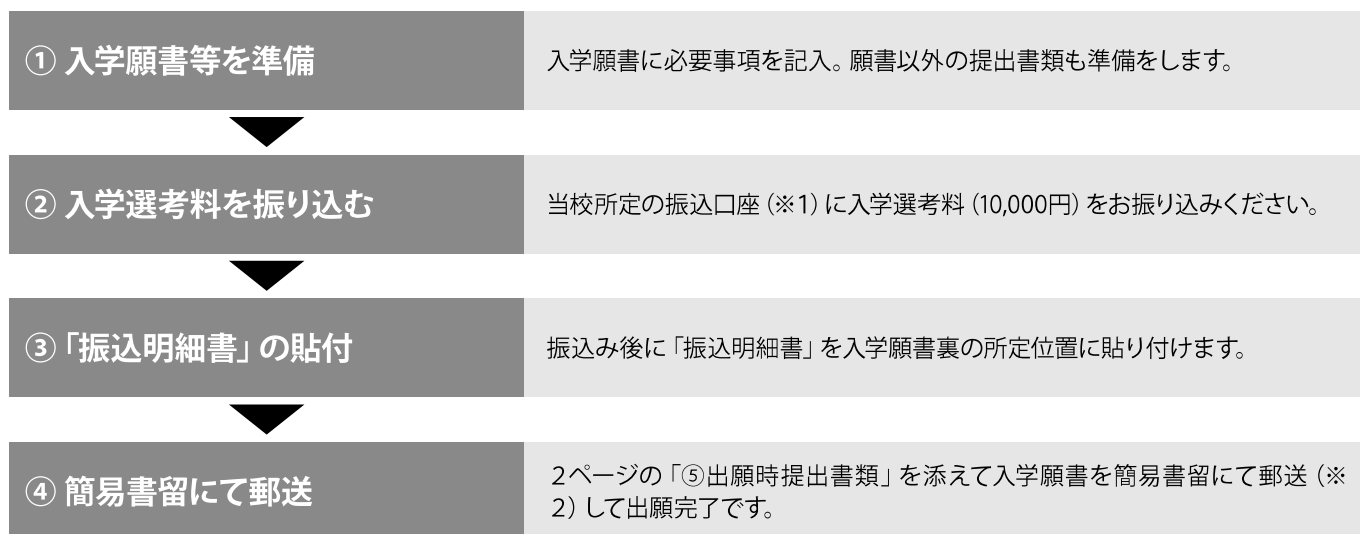 ① 入学願書等を準備
入学願書に必要事項を記入。願書以外の提出書類も準備をします。
② 入学選考料を振り込む
当校所定の振込口座（※1）に入学選考料（10,000円）をお振り込みください。
③「振込明細書」の貼付
振込み後に「振込明細書」を入学願書裏の所定位置に貼り付けます。
④ 簡易書留にて郵送
２ページの「⑤出願時提出書類」を添えて入学願書を簡易書留にて郵送（※
２）して出願完了です。